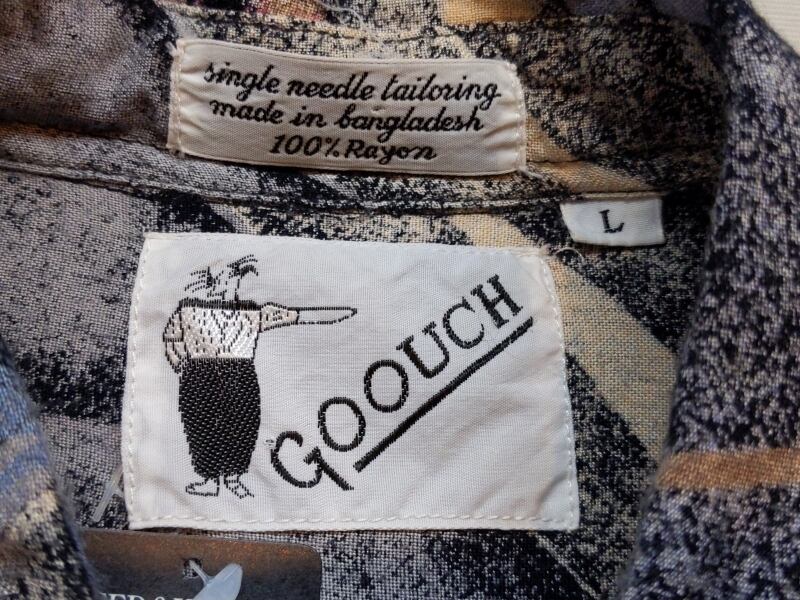 single needle tailoring
made in bangladesh
100% Rayon
L
GOOUCH